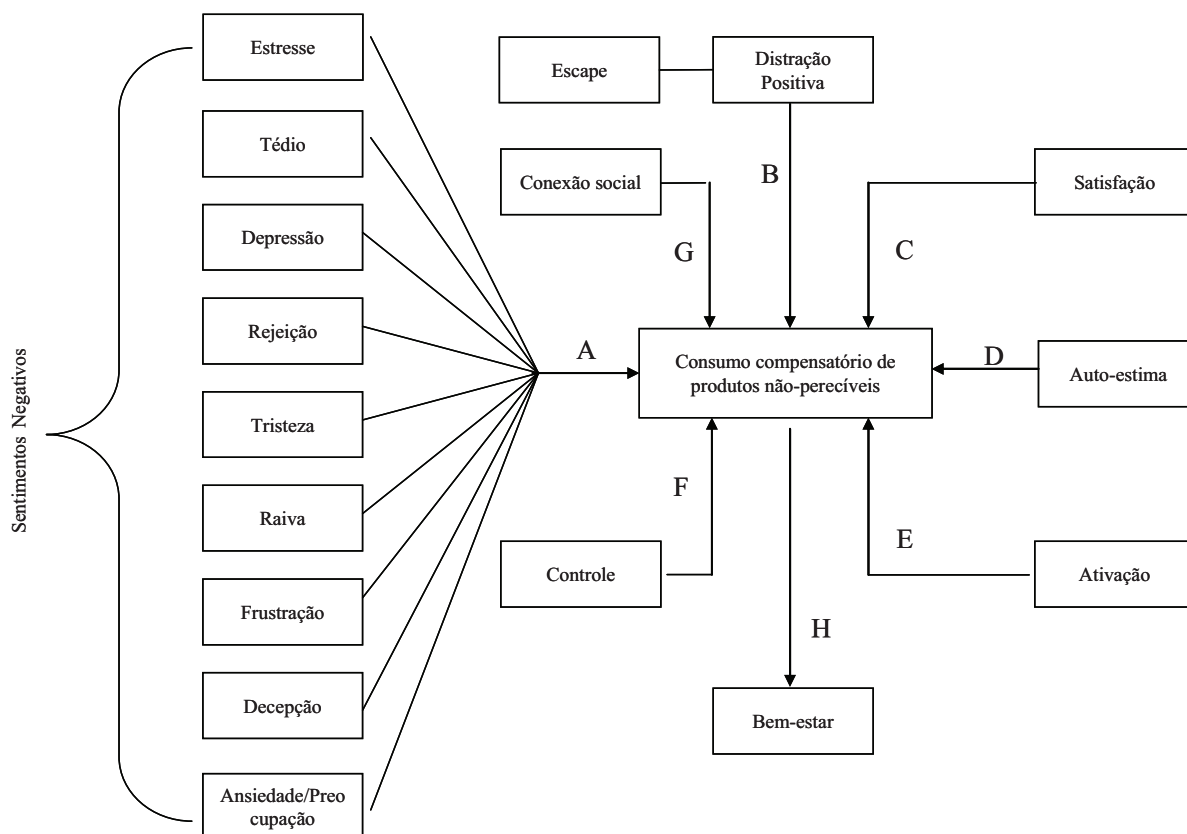 Sentimentos Negativos
Estresse
Tédio
Depressão
Rejeição
Tristeza
Raiva
Frustração
Decepção
Ansiedade/Preo
cupação
A
Escape
Distração
Positiva
B
Conexão social
G
Satisfação
C
Consumo compensatório de
produtos não-perecíveis
D
Auto-estima
F
Controle
E
Ativação
H
Bem-estar